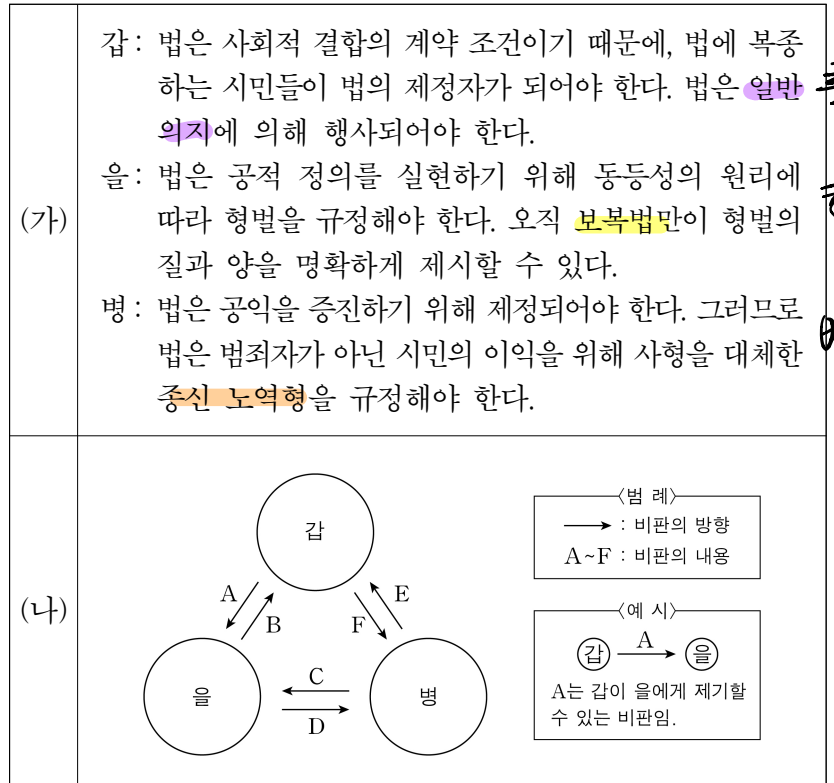 (가)
갑: 법은 사회적 결합의 계약 조건이기 때문에, 법에 복종
하는 시민들이 법의 제정자가 되어야 한다. 법은 일반
의지에 의해 행사되어야 한다.
을: 법은 공적 정의를 실현하기 위해 동등성의 원리에
따라 형벌을 규정해야 한다. 오직 보복법만이 형벌의
질과 양을 명확하게 제시할 수 있다.
병: 법은 공익을 증진하기 위해 제정되어야 한다. 그러므로
법은 범죄자가 아닌 시민의 이익을 위해 사형을 대체한
종신 노역형을 규정해야 한다.
(나)
갑
A
B
F
E
을
C
D
병
〈범 례〉
→ : 비판의 방향
A~F : 비판의 내용
〈예 시〉
갑 A → 을
A는 갑이 을에게 제기할
수 있는 비판임.